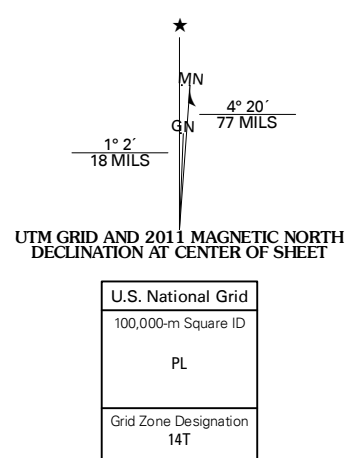 ★
MN
4° 20´
77 MILS
GN
1° 2´
18 MILS
UTM GRID AND 2011 MAGNETIC NORTH
DECLINATION AT CENTER OF SHEET
U.S. National Grid
100,000-m Square ID
PL
Grid Zone Designation
14T